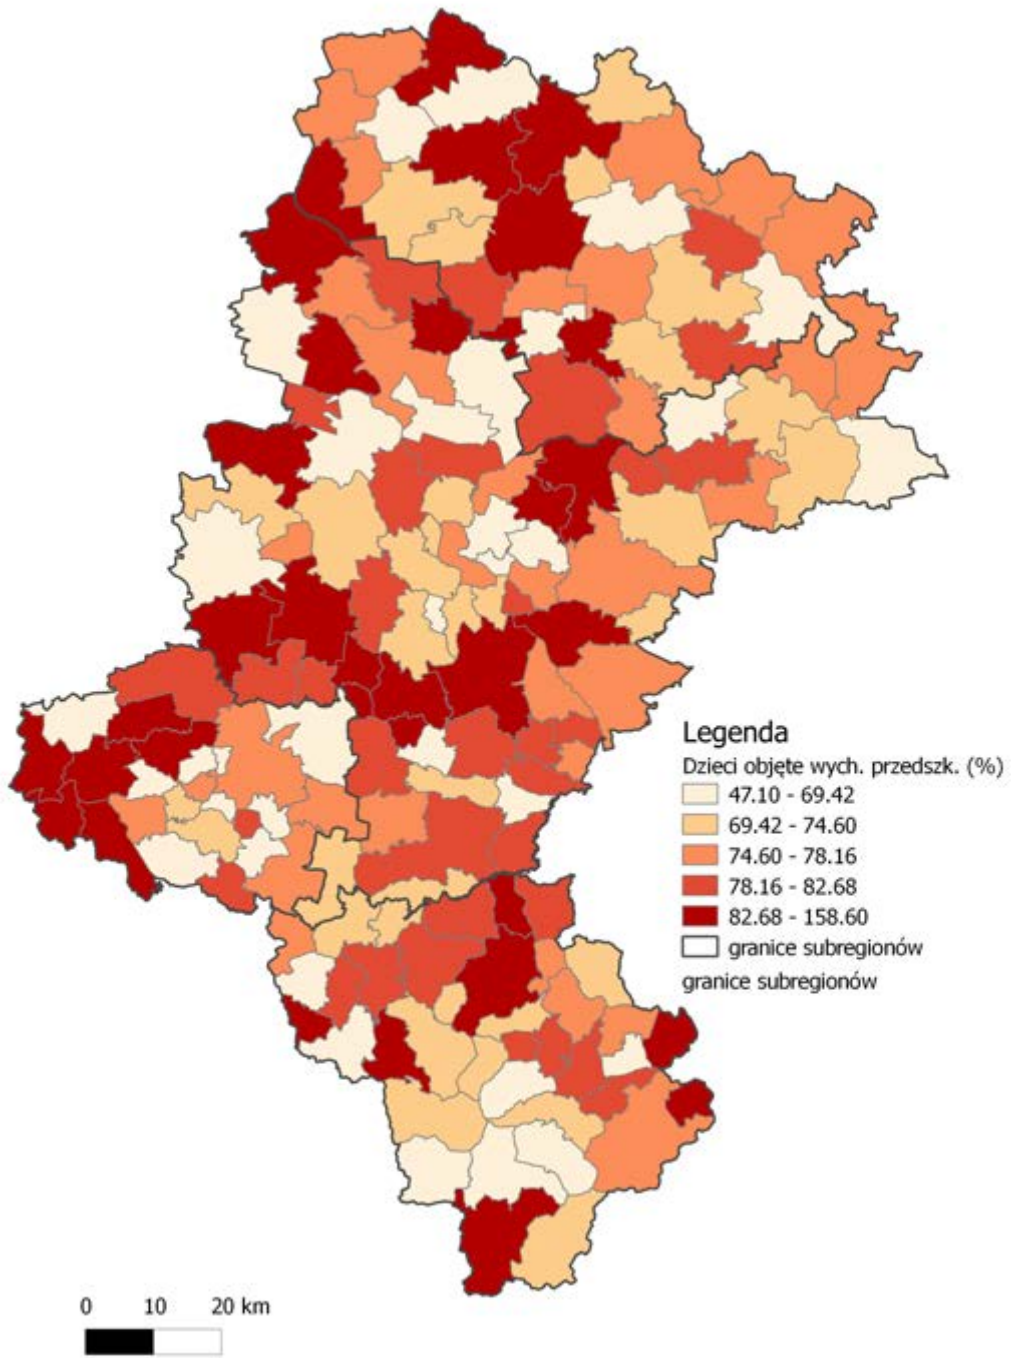 Legenda
Dzieci objęte wych. przedszk. (%)
47.10 - 69.42
69.42 - 74.60
74.60 - 78.16
78.16 - 82.68
82.68 - 158.60
granice subregionów
granice subregionów
0 10 20 km